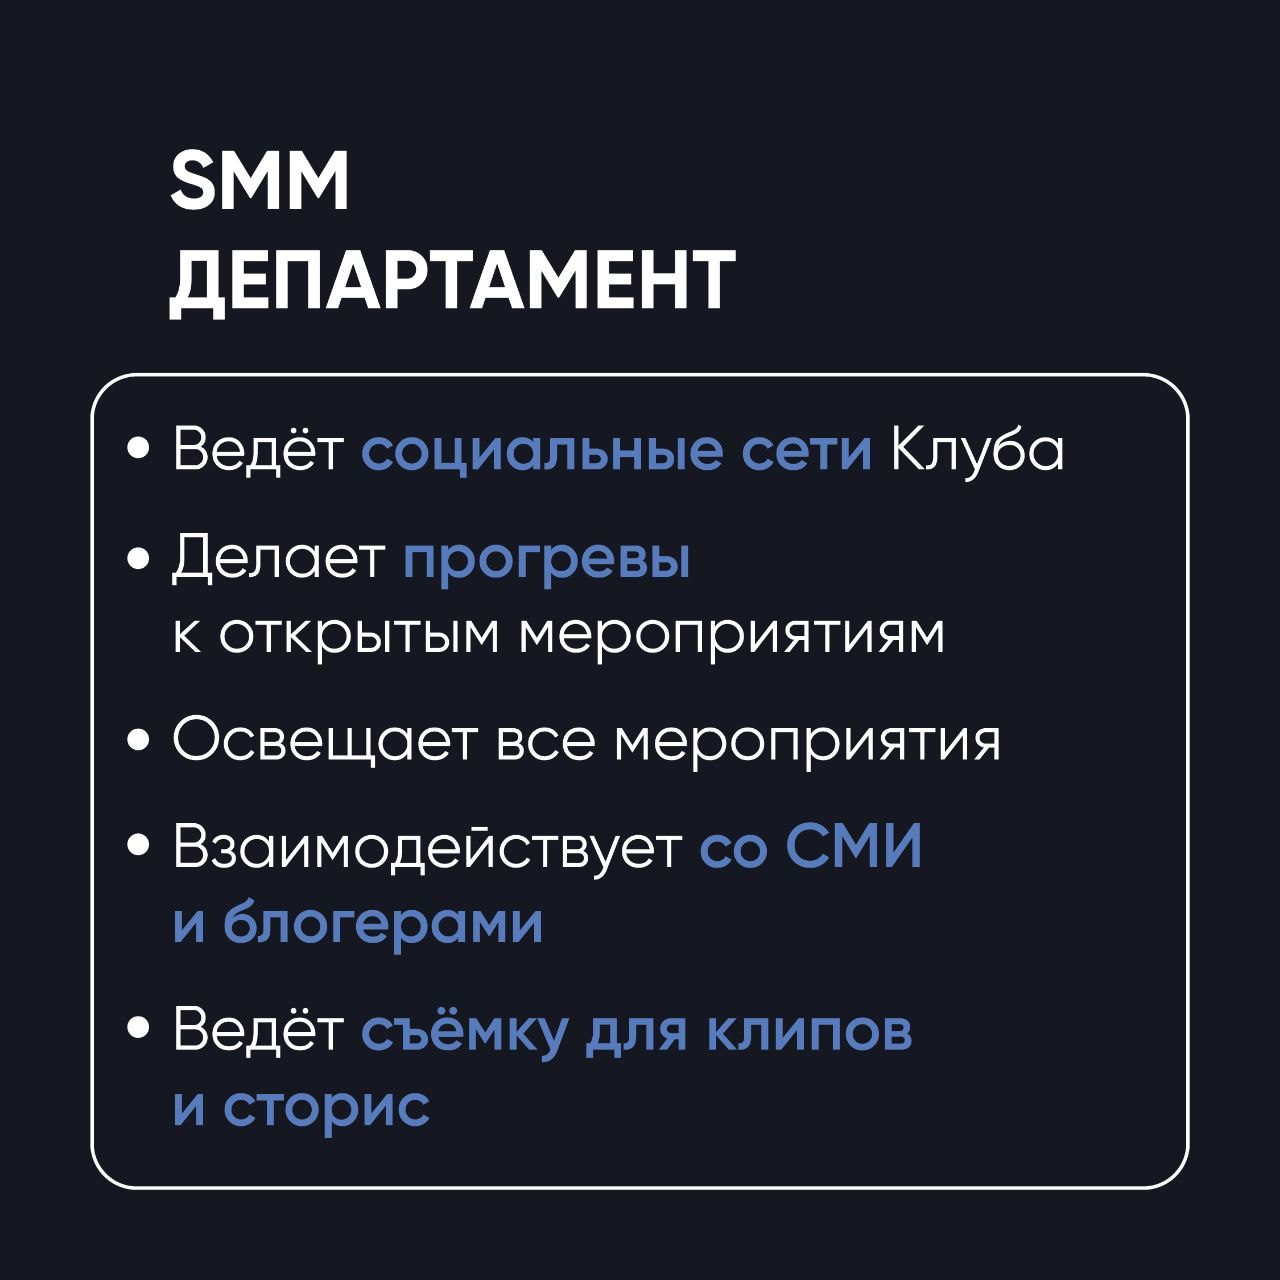 SMM
ДЕПАРТАМЕНТ
• Ведёт социальные сети Клуба
• Делает прогревы
к открытым мероприятиям
• Освещает все мероприятия
• Взаимодействует со СМИ
и блогерами
• Ведёт съёмку для клипов
и сторис